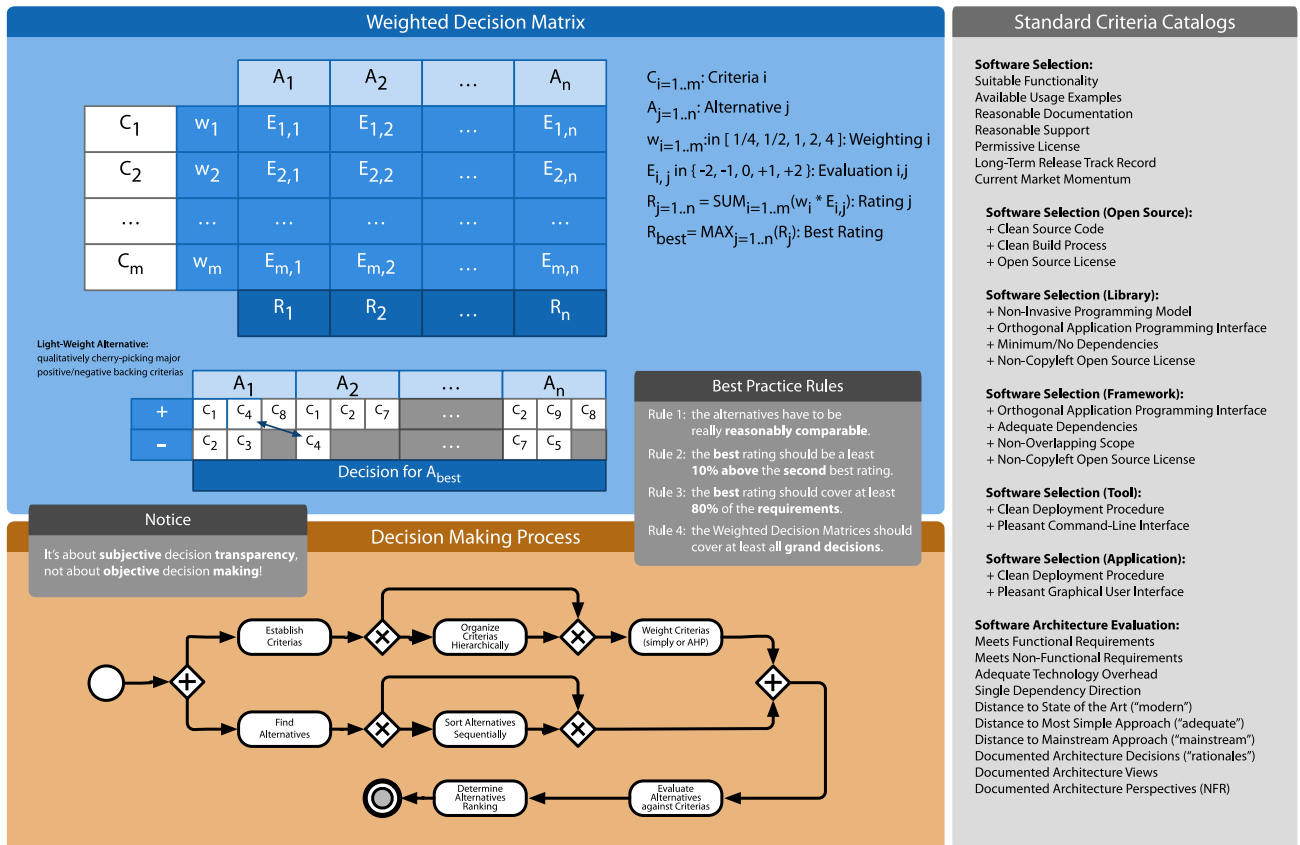 Weighted Decision Matrix
A1 A2 ... An
C1 w1 E1,1 E1,2 ... E1,n
C2 w2 E2,1 E2,2 ... E2,n
... ... ... ... ...
Cm wm Em,1 Em,2 ... Em,n
R1 R2 ... Rn
Ci=1..m: Criteria i
Aj=1..n: Alternative j
wi=1..m:in [ 1/4, 1/2, 1, 2, 4 ]: Weighting i
Ei, j in { -2, -1, 0, +1, +2 }: Evaluation i,j
Rj=1..n = SUMi=1..m(wi * Ei,j): Rating j
Rbest= MAXj=1..n(Rj): Best Rating
Light-Weight Alternative:
qualitatively cherry-picking major
positive/negative backing criterias
A1 A2 ... An
+ C1 C4 C8 C1 C2 C7 ... C2 C9 C8
– C2 C3 C4 ... C7 C5
Decision for Abest
Best Practice Rules
Rule 1: the alternatives have to be
really reasonably comparable.
Rule 2: the best rating should be a least
10% above the second best rating.
Rule 3: the best rating should cover at least
80% of the requirements.
Rule 4: the Weighted Decision Matrices should
cover at least all grand decisions.
Notice
It's about subjective decision transparency,
not about objective decision making!
Decision Making Process
Establish
Criterias
Organize
Criterias
Hierarchically
Weight Criterias
(simply or AHP)
Find
Alternatives
Sort Alternatives
Sequentially
Determine
Alternatives
Ranking
Evaluate
Alternatives
against Criterias
Standard Criteria Catalogs
Software Selection:
Suitable Functionality
Available Usage Examples
Reasonable Documentation
Reasonable Support
Permissive License
Long-Term Release Track Record
Current Market Momentum
Software Selection (Open Source):
+ Clean Source Code
+ Clean Build Process
+ Open Source License
Software Selection (Library):
+ Non-Invasive Programming Model
+ Orthogonal Application Programming Interface
+ Minimum/No Dependencies
+ Non-Copyleft Open Source License
Software Selection (Framework):
+ Orthogonal Application Programming Interface
+ Adequate Dependencies
+ Non-Overlapping Scope
+ Non-Copyleft Open Source License
Software Selection (Tool):
+ Clean Deployment Procedure
+ Pleasant Command-Line Interface
Software Selection (Application):
+ Clean Deployment Procedure
+ Pleasant Graphical User Interface
Software Architecture Evaluation:
Meets Functional Requirements
Meets Non-Functional Requirements
Adequate Technology Overhead
Single Dependency Direction
Distance to State of the Art ("modern")
Distance to Most Simple Approach ("adequate")
Distance to Mainstream Approach ("mainstream")
Documented Architecture Decisions ("rationales")
Documented Architecture Views
Documented Architecture Perspectives (NFR)